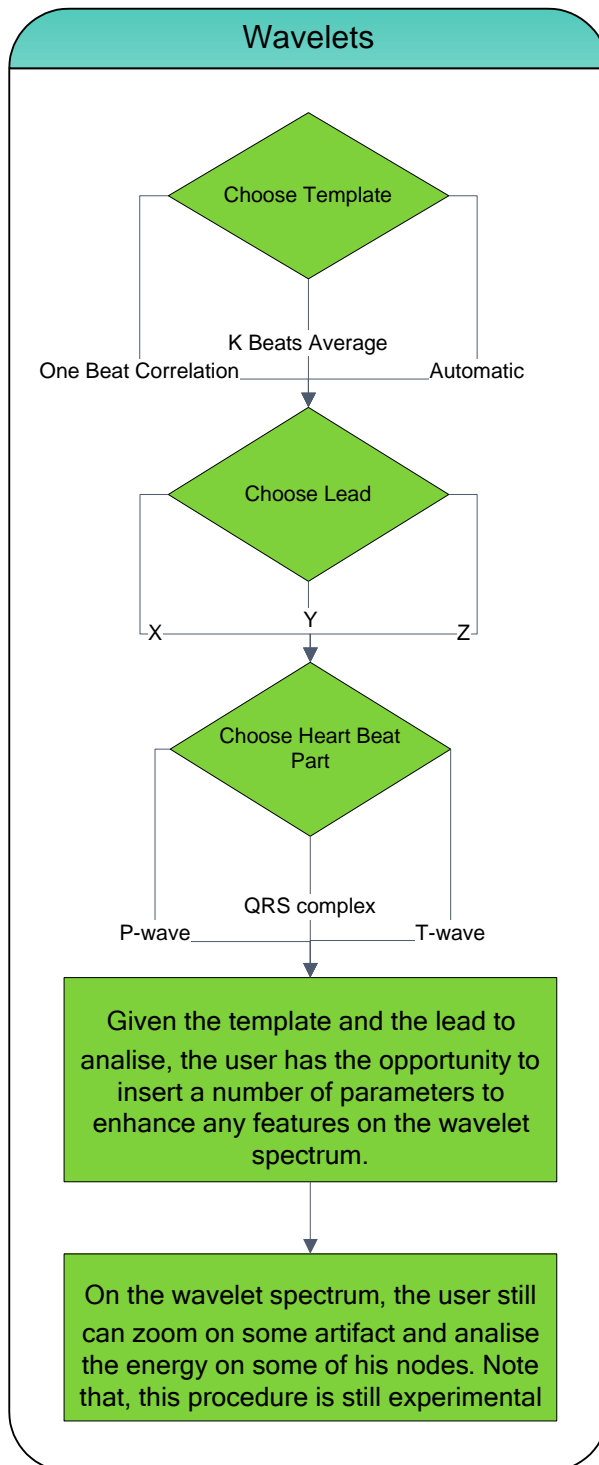 Wavelets
Choose Template
K Beats Average
One Beat Correlation
Automatic
Choose Lead
Y
X
Z
Choose Heart Beat
Part
QRS complex
P-wave
T-wave
Given the template and the lead to
analise, the user has the opportunity to
insert a number of parameters to
enhance any features on the wavelet
spectrum.
On the wavelet spectrum, the user still
can zoom on some artifact and analise
the energy on some of his nodes. Note
that, this procedure is still experimental